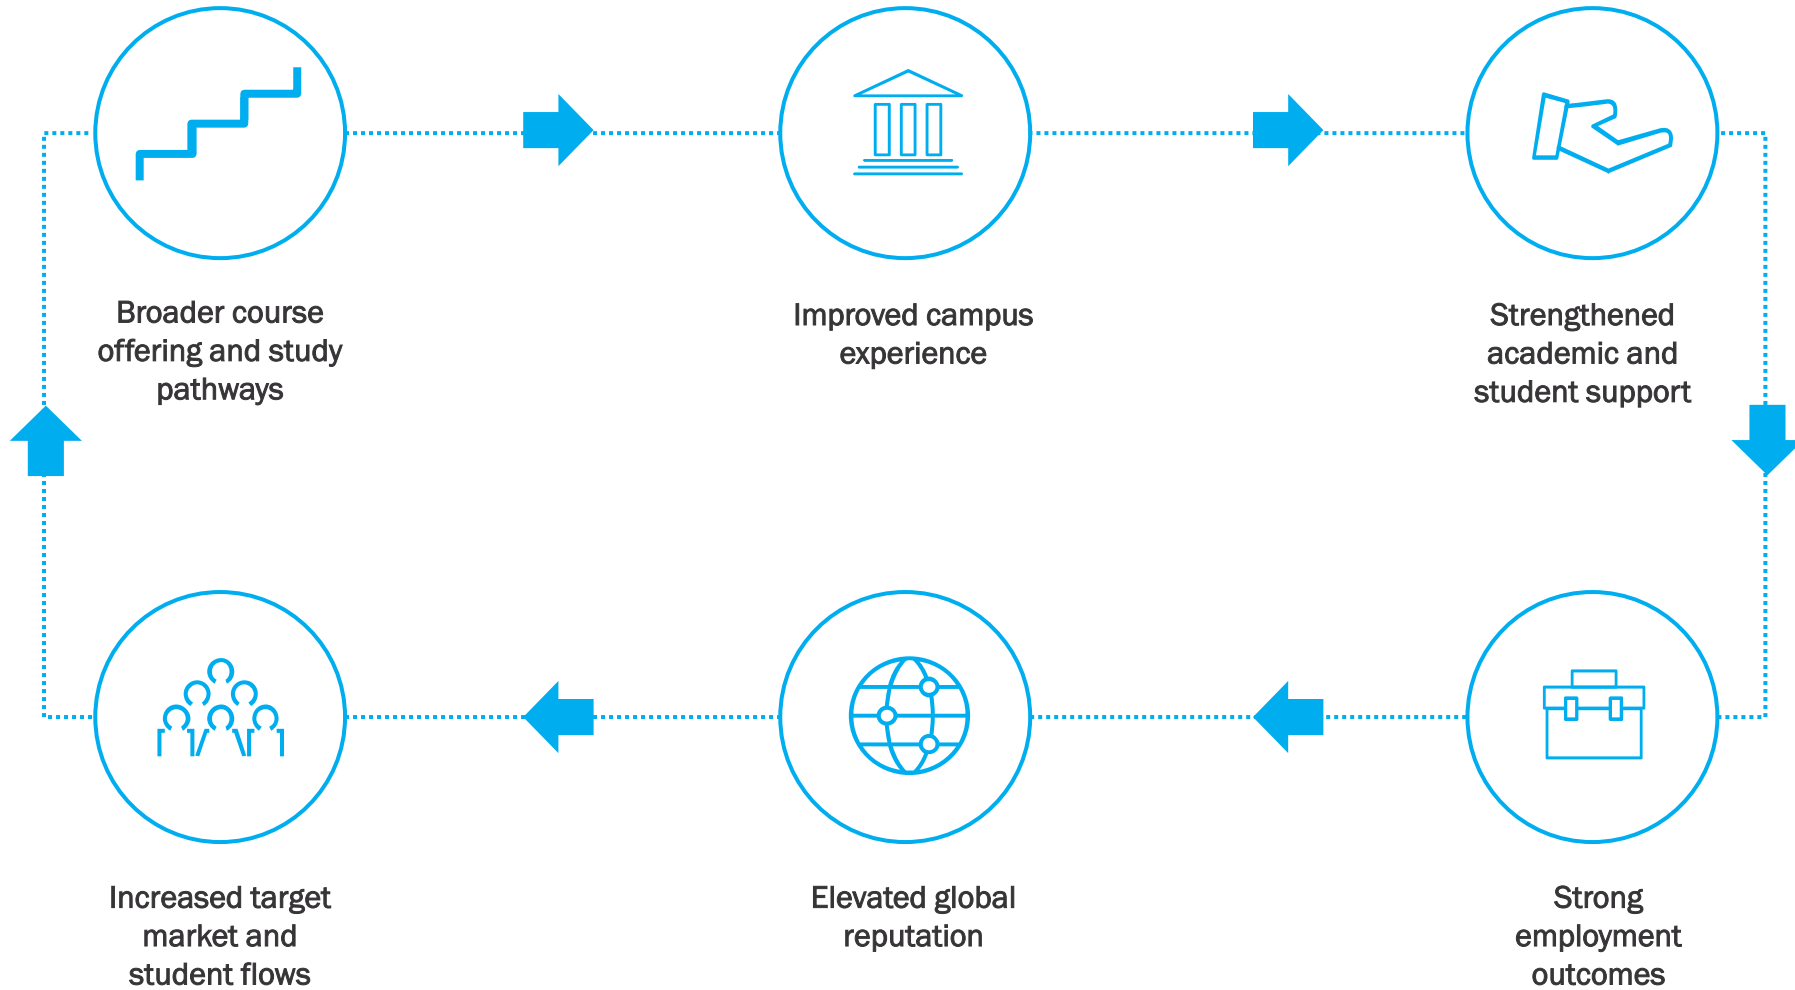 Broader course
offering and study
pathways
Improved campus
experience
Strengthened
academic and
student support
Increased target
market and
student flows
Elevated global
reputation
Strong
employment
outcomes